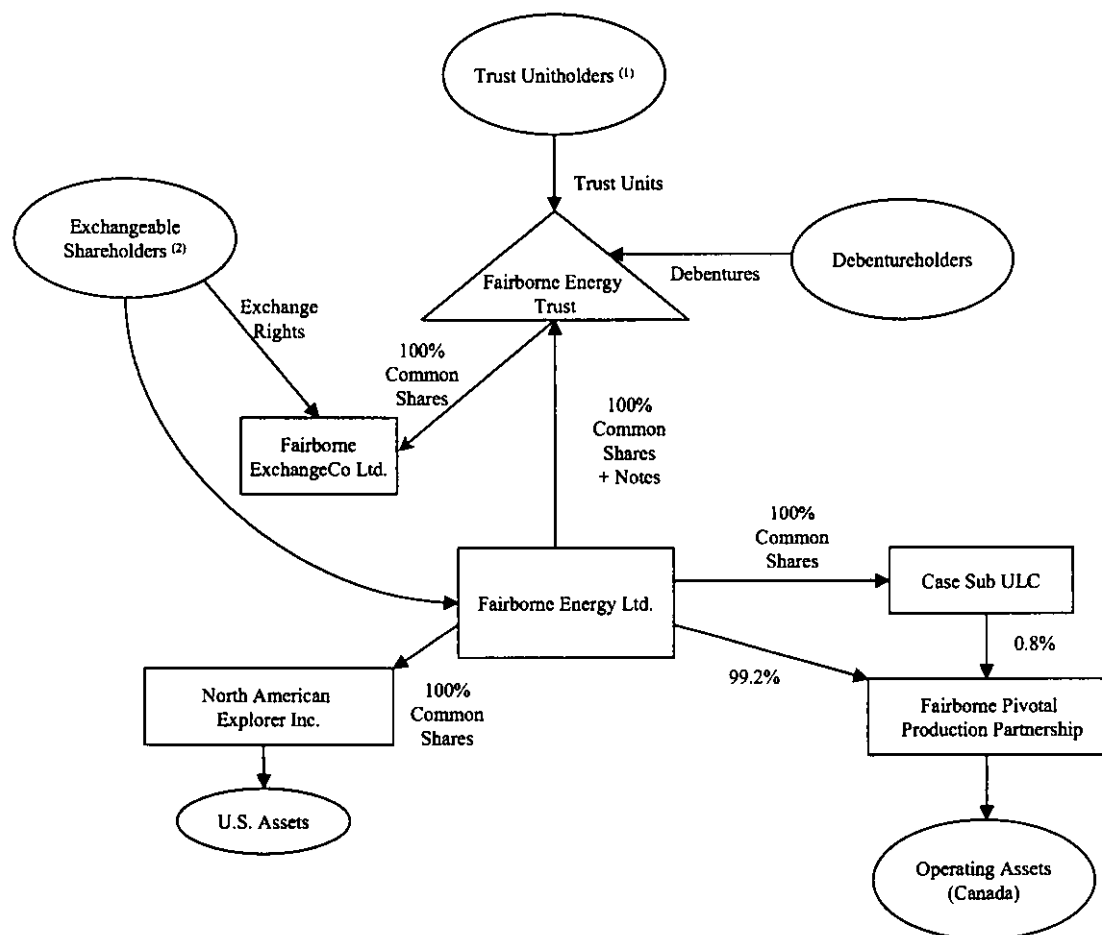 Trust Unitholders (1)
Trust Units
Exchangeable
Shareholders (2)
Fairborne Energy
Trust
Debentures
Debentureholders
Exchange
Rights
100%
Common
Shares
Fairborne
ExchangeCo Ltd.
100%
Common
Shares
+ Notes
100%
Common
Shares
Fairborne Energy Ltd.
Case Sub ULC
0.8%
99.2%
North American
Explorer Inc.
100%
Common
Shares
Fairborne Pivotal
Production Partnership
U.S. Assets
Operating Assets
(Canada)